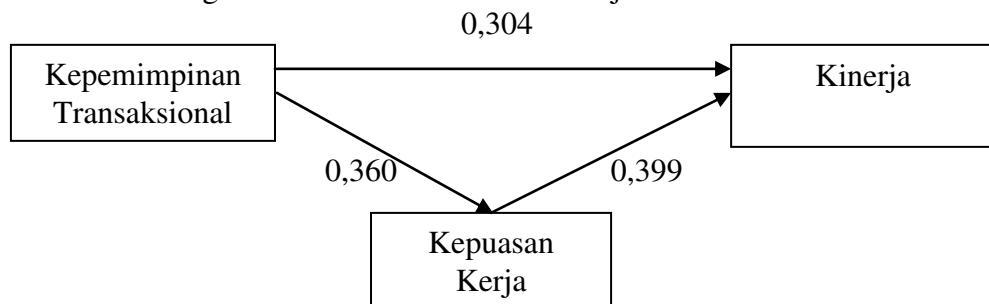 0,304
Kepemimpinan
Transaksional
Kinerja
0,360
0,399
Kepuasan
Kerja